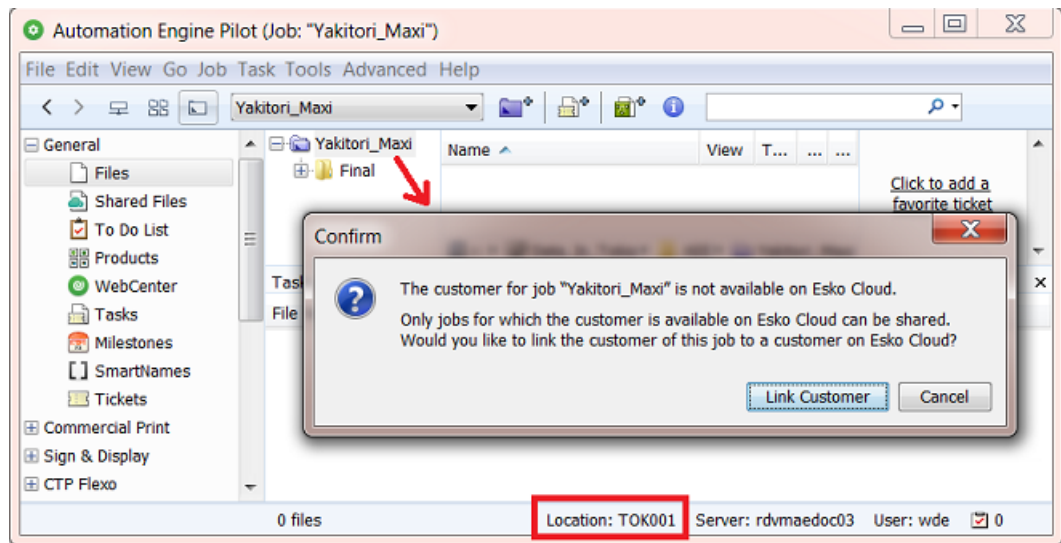 Automation Engine Pilot (Job: "Yakitori_Maxi")
File Edit View Go Job Task Tools Advanced Help
Yakitori_Maxi
General
Files
Shared Files
To Do List
Products
WebCenter
Tasks
Milestones
SmartNames
Tickets
Commercial Print
Sign & Display
CTP Flexo
Yakitori_Maxi
Final
Name View T... ... ...
Click to add a
favorite ticket
Tas
File
Confirm
The customer for job "Yakitori_Maxi" is not available on Esko Cloud.
Only jobs for which the customer is available on Esko Cloud can be shared.
Would you like to link the customer of this job to a customer on Esko Cloud?
Link Customer Cancel
0 files Location: TOK001 Server: rdvmaedoc03 User: wde 0